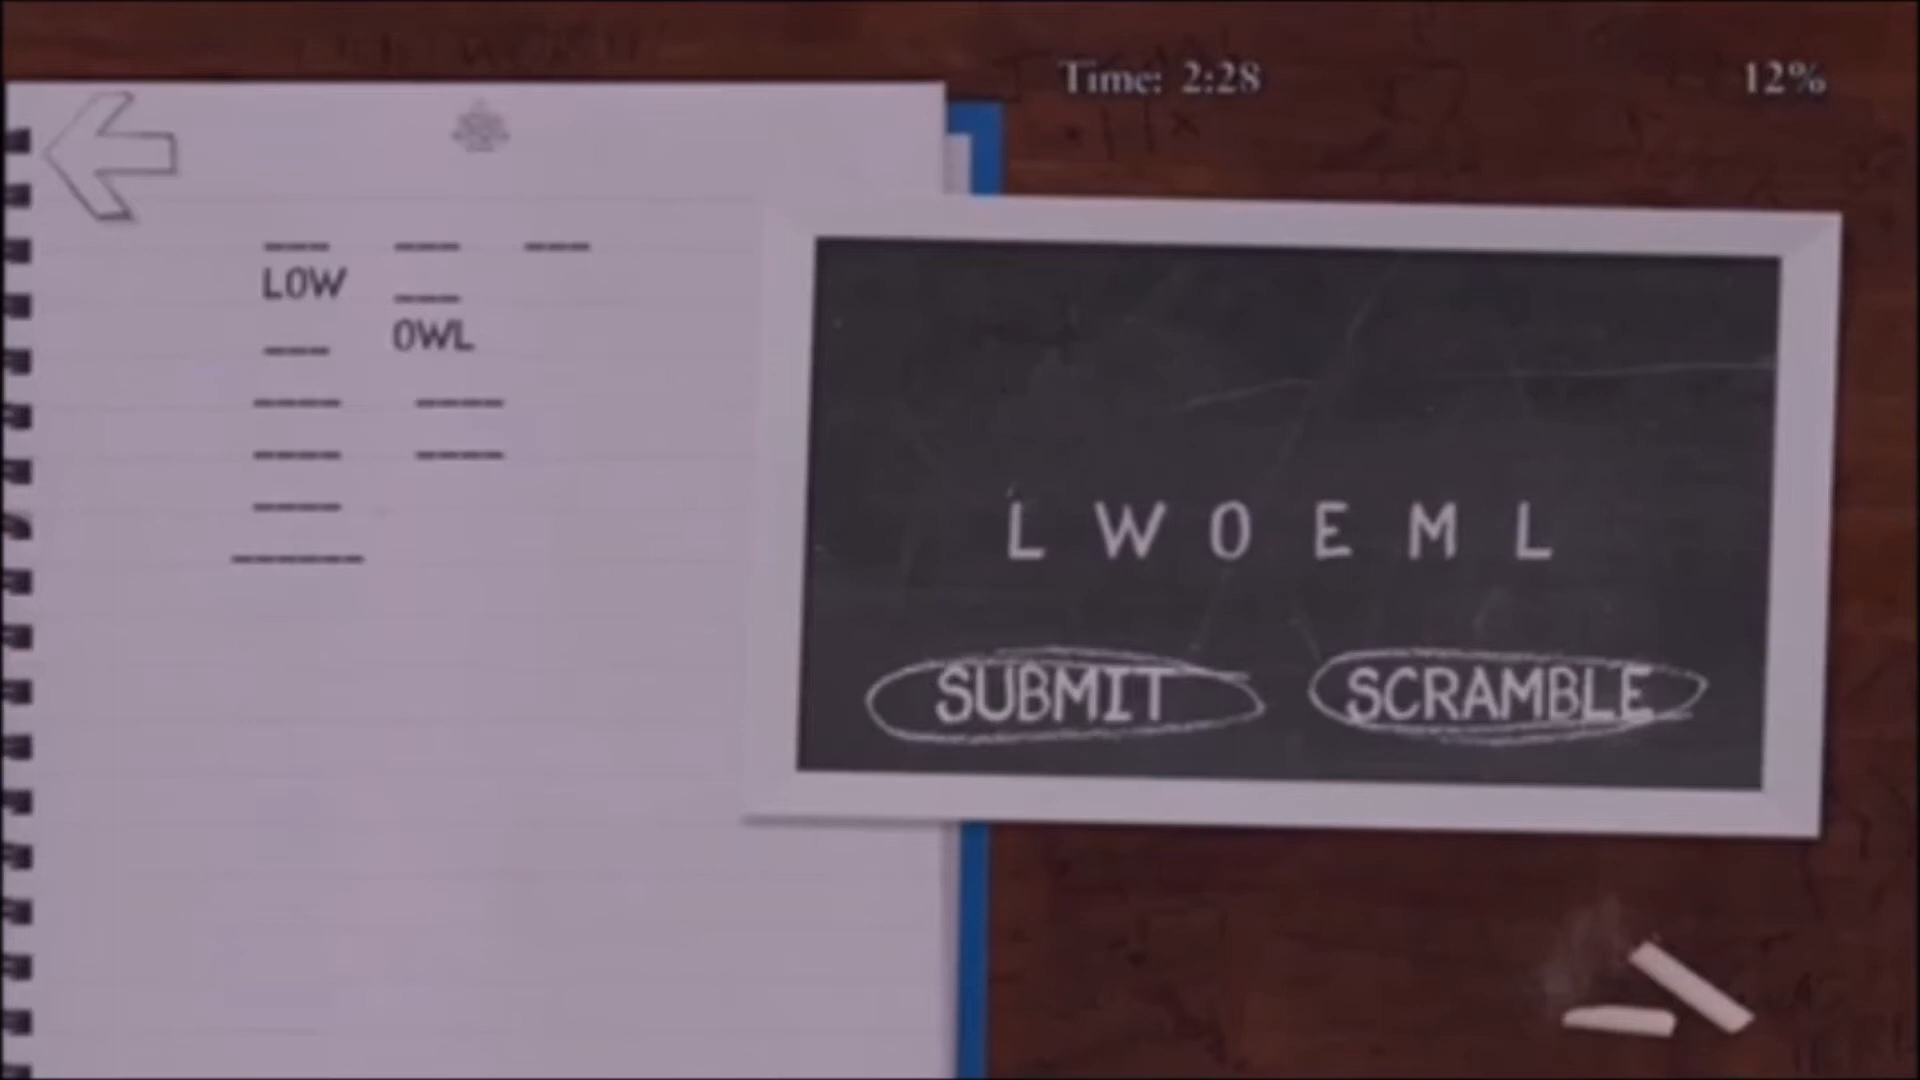 Time: 2:28
12%
LOW
OWL
L W O E M L
SUBMIT
SCRAMBLE